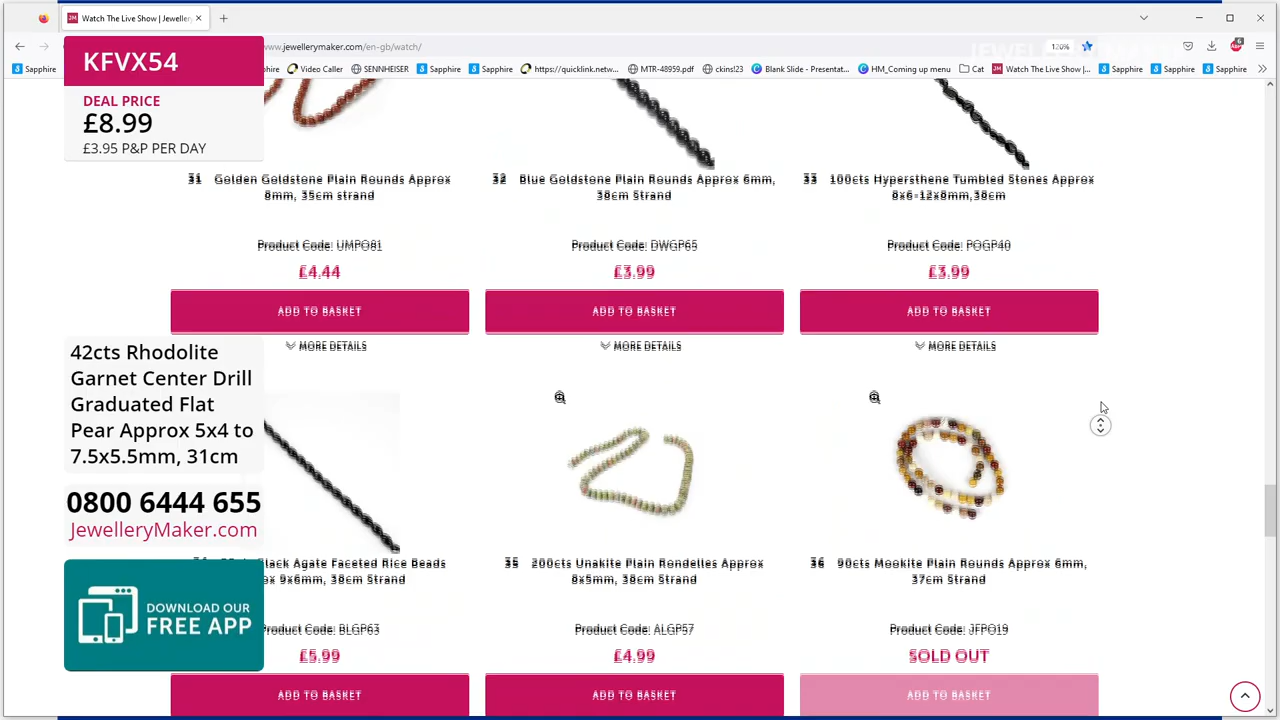 Watch The Live Show | Jeweller
www.jewellerymaker.com/en-gb/watch/
120%
Sapphire
Video Caller
SENNHEISER
Sapphire
Sapphire
https://quicklink.netw...
MTR-48959.pdf
ckins!23
Blank Slide - Presentat...
HM_Coming up menu
Cat
Watch The Live Show |...
Sapphire
Sapphire
Sapphire
KFVX54
DEAL PRICE
£8.99
£3.95 P&P PER DAY
31 Golden Goldstone Plain Rounds Approx
8mm, 35cm strand
Product Code: UMPO81
£4.44
ADD TO BASKET
MORE DETAILS
32 Blue Goldstone Plain Rounds Approx 6mm,
38cm Strand
Product Code: DWGP65
£3.99
ADD TO BASKET
MORE DETAILS
33 100cts Hypersthene Tumbled Stones Approx
8x6-12x8mm,38cm
Product Code: POGP40
£3.99
ADD TO BASKET
MORE DETAILS
42cts Rhodolite
Garnet Center Drill
Graduated Flat
Pear Approx 5x4 to
7.5x5.5mm, 31cm
0800 6444 655
JewelleryMaker.com
DOWNLOAD OUR
FREE APP
Black Agate Faceted Rice Beads
9x6mm, 38cm Strand
Product Code: BLGP63
£5.99
ADD TO BASKET
35 200cts Unakite Plain Rondelles Approx
8x5mm, 38cm Strand
Product Code: ALGP57
£4.99
ADD TO BASKET
36 90cts Mookite Plain Rounds Approx 6mm,
37cm Strand
Product Code: JFPO19
SOLD OUT
ADD TO BASKET